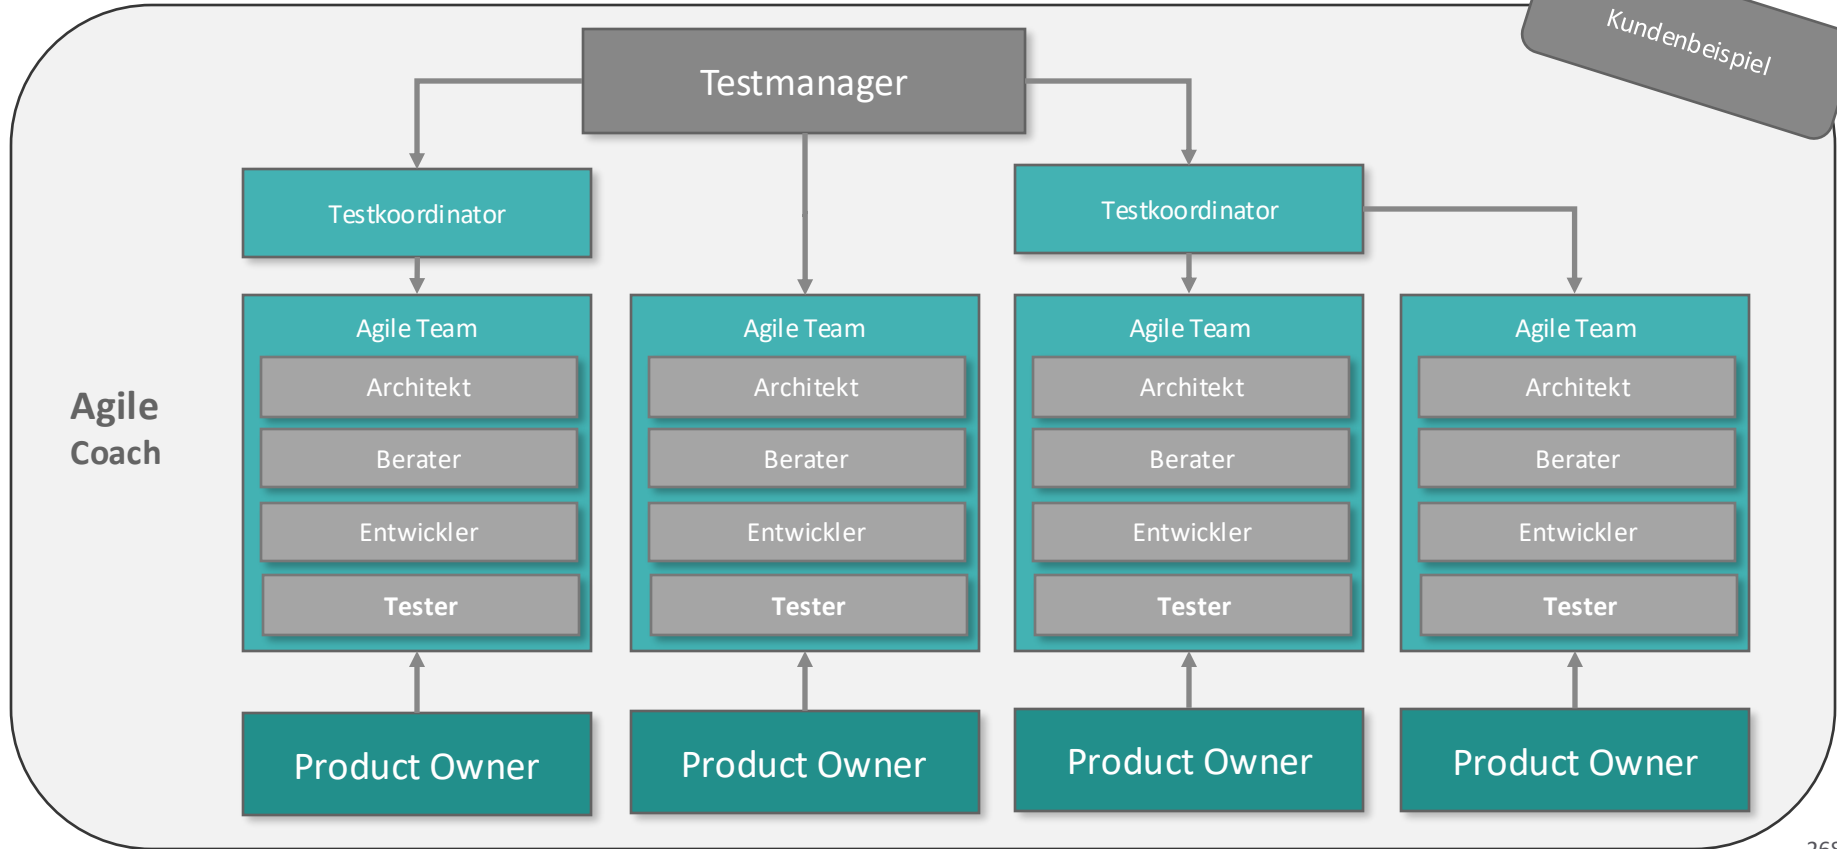 Kundenbeispiel
Testmanager
Testkoordinator
Testkoordinator
Agile Team
Architekt
Berater
Entwickler
Tester
Agile Team
Architekt
Berater
Entwickler
Tester
Agile Team
Architekt
Berater
Entwickler
Tester
Agile Team
Architekt
Berater
Entwickler
Tester
Agile
Coach
Product Owner
Product Owner
Product Owner
Product Owner
268